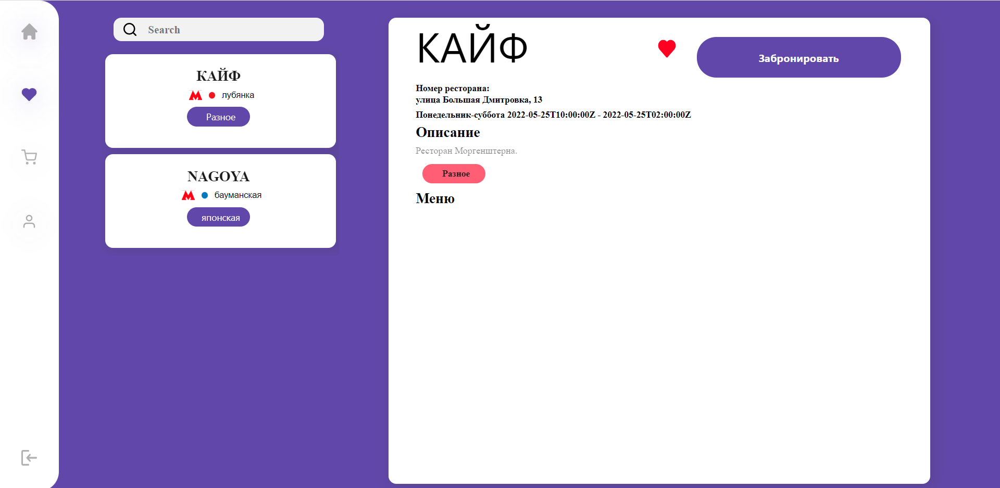 Search
КАЙФ
лубянка
Разное
NAGOYA
бауманская
японская
КАЙФ
Забронировать
Номер ресторана:
улица Большая Дмитровка, 13
Понедельник-суббота 2022-05-25T10:00:00Z - 2022-05-25T02:00:00Z
Описание
Ресторан Моргенштерна.
Разное
Меню